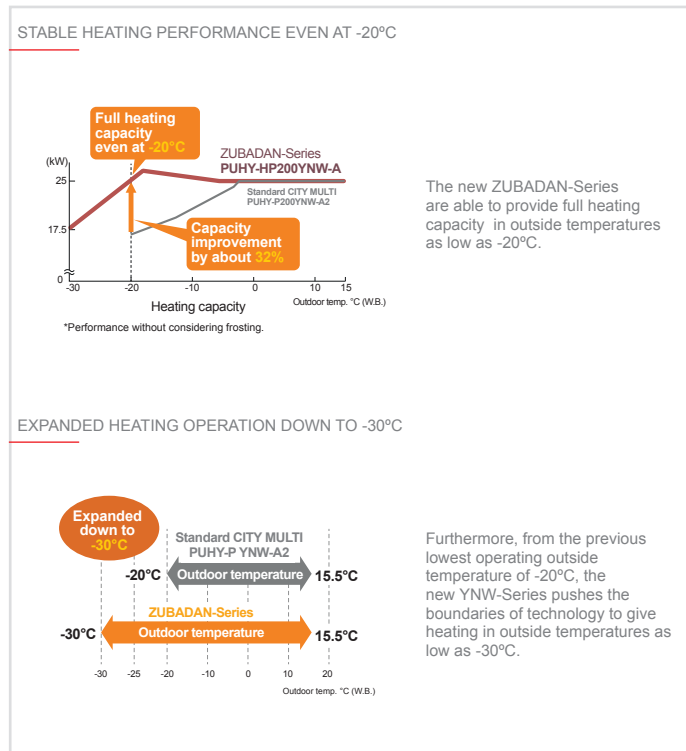 STABLE HEATING PERFORMANCE EVEN AT -20ºC
Full heating
capacity
even at -20°C
(kW)
ZUBADAN-Series
PUHY-HP200YNW-A
25
Standard CITY MULTI
PUHY-P200YNW-A2
17.5
Capacity
improvement
by about 32%
0
-30
-20
-10
0
10
15
Heating capacity
Outdoor temp. °C (W.B.)
*Performance without considering frosting.
The new ZUBADAN-Series
are able to provide full heating
capacity in outside temperatures
as low as -20ºC.
EXPANDED HEATING OPERATION DOWN TO -30ºC
Expanded
down to
-30°C
Standard CITY MULTI
PUHY-P YNW-A2
-20°C
Outdoor temperature
15.5°C
ZUBADAN-Series
-30°C
Outdoor temperature
15.5°C
-30
-25
-20
-10
0
10
20
Outdoor temp. °C (W.B.)
Furthermore, from the previous
lowest operating outside
temperature of -20ºC, the
new YNW-Series pushes the
boundaries of technology to give
heating in outside temperatures as
low as -30ºC.